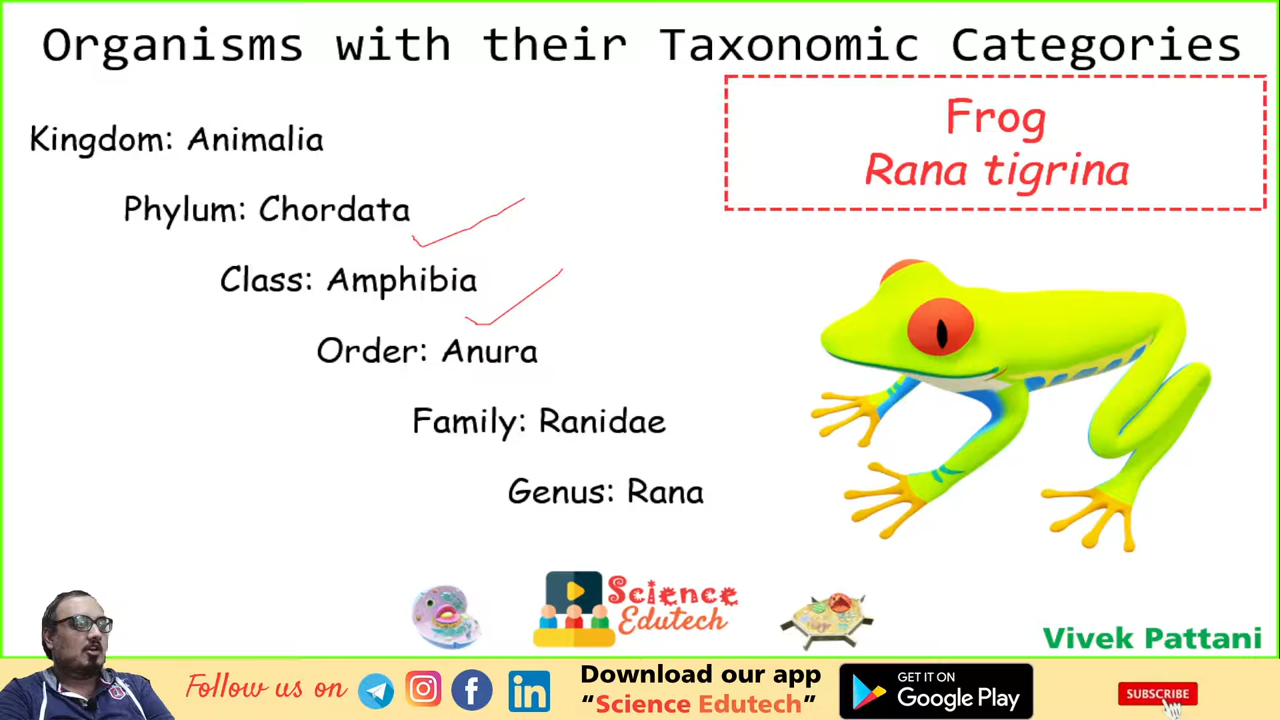 Organisms with their Taxonomic Categories
Frog
Rana tigrina
Kingdom: Animalia
Phylum: Chordata
Class: Amphibia
Order: Anura
Family: Ranidae
Genus: Rana
Science
Edutech
Vivek Pattani
Follow us on
Download our app
“Science Edutech”
GET IT ON
Google Play
SUBSCRIBE